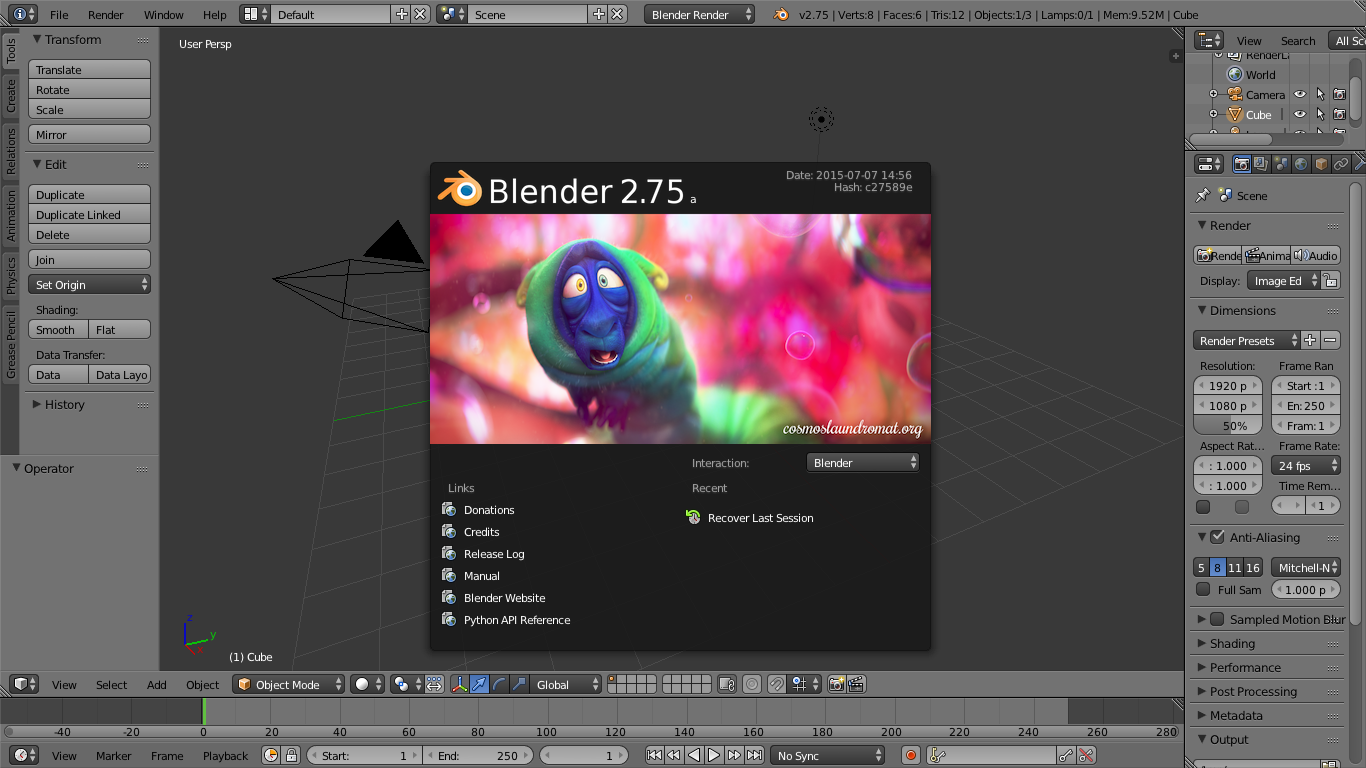 File Render Window Help Default Scene Blender Render v2.75 | Verts:8 | Faces:6 | Tris:12 | Objects:1/3 | Lamps:0/1 | Mem:9.52M | Cube
Tools
Create
Relations
Animation
Physics
Grease Pencil
Transform
Translate
Rotate
Scale
Mirror
Edit
Duplicate
Duplicate Linked
Delete
Join
Set Origin
Shading:
Smooth Flat
Data Transfer:
Data Data Layo
History
Operator
User Persp
Blender 2.75 a
Date: 2015-07-07 14:56
Hash: c27589e
cosmoslaundromat.org
Interaction: Blender
Links
Donations
Credits
Release Log
Manual
Blender Website
Python API Reference
Recent
Recover Last Session
z
y
x
(1) Cube
View Select Add Object Object Mode Global
-40 -20 0 20 40 60 80 100 120 140 160 180 200 220 240 260 280
View Marker Frame Playback Start: 1 End: 250 1 No Sync
View Search All Sc
World
Camera
Cube
Scene
Render
Rende Anima Audio
Display: Image Ed
Dimensions
Render Presets
Resolution: Frame Ran
1920 p Start :1
1080 p En: 250
50% Fram: 1
Aspect Rat... Frame Rate:
: 1.000 24 fps
: 1.000 Time Rem...
1
Anti-Aliasing
5 8 11 16 Mitchell-N
Full Sam 1.000 p
Sampled Motion Blur
Shading
Performance
Post Processing
Metadata
Output